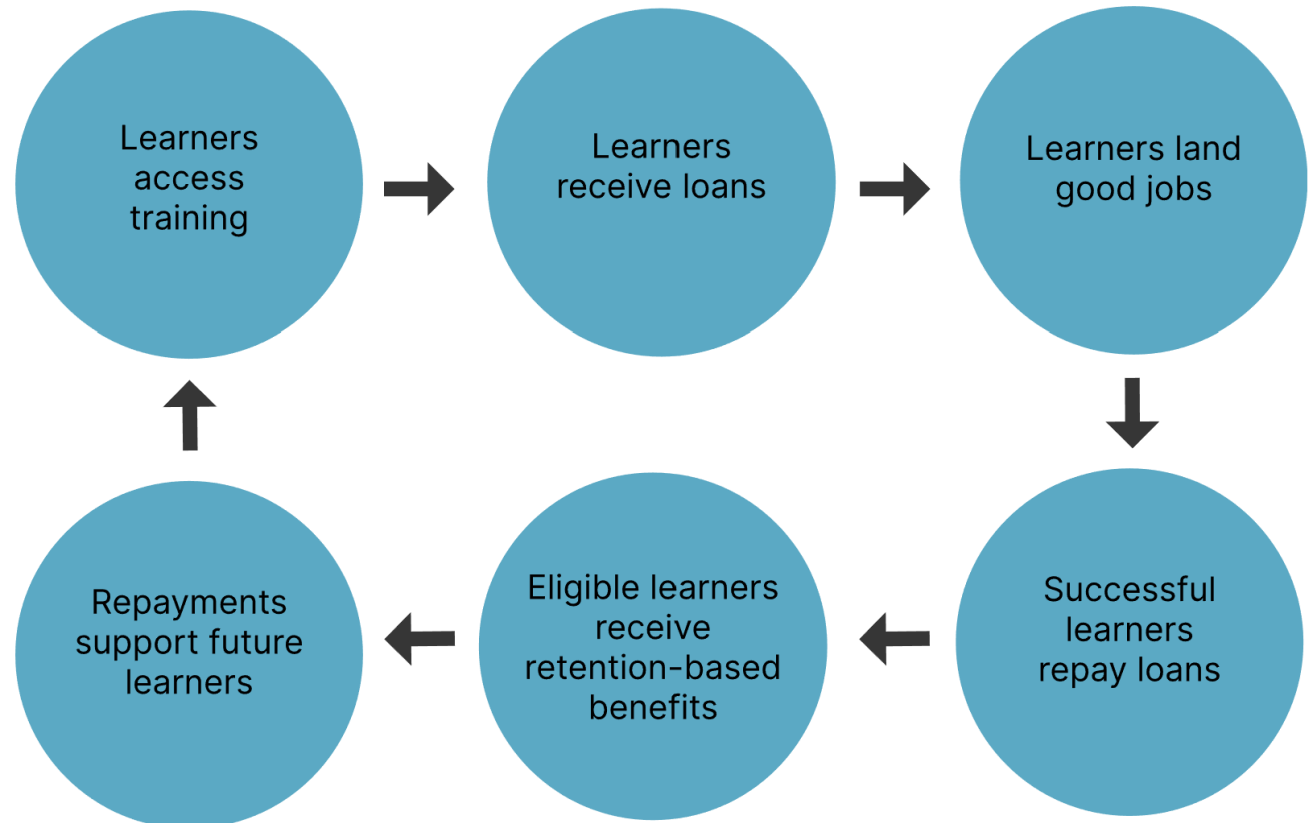 Learners
access
training
Learners
receive loans
Learners land
good jobs
Successful
learners
repay loans
Eligible learners
receive
retention-based
benefits
Repayments
support future
learners